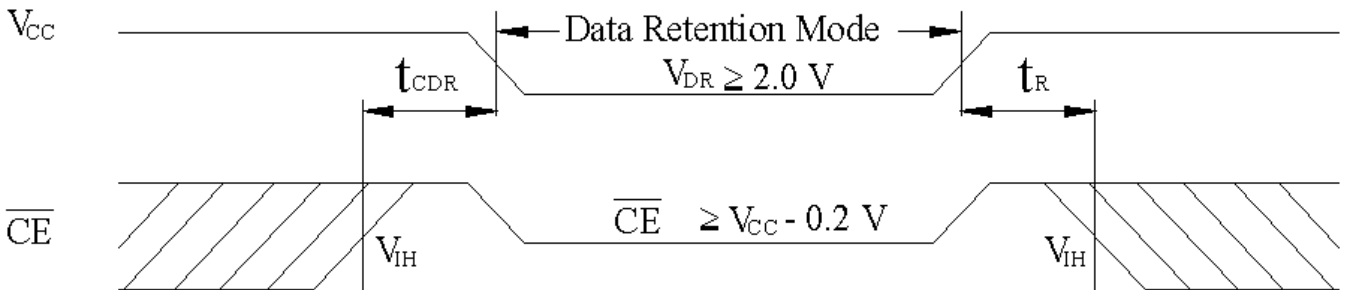 VCC
Data Retention Mode
tCDR
VDR ≥ 2.0 V
tR
CE ≥ VCC - 0.2 V
CE
VIH
VIH